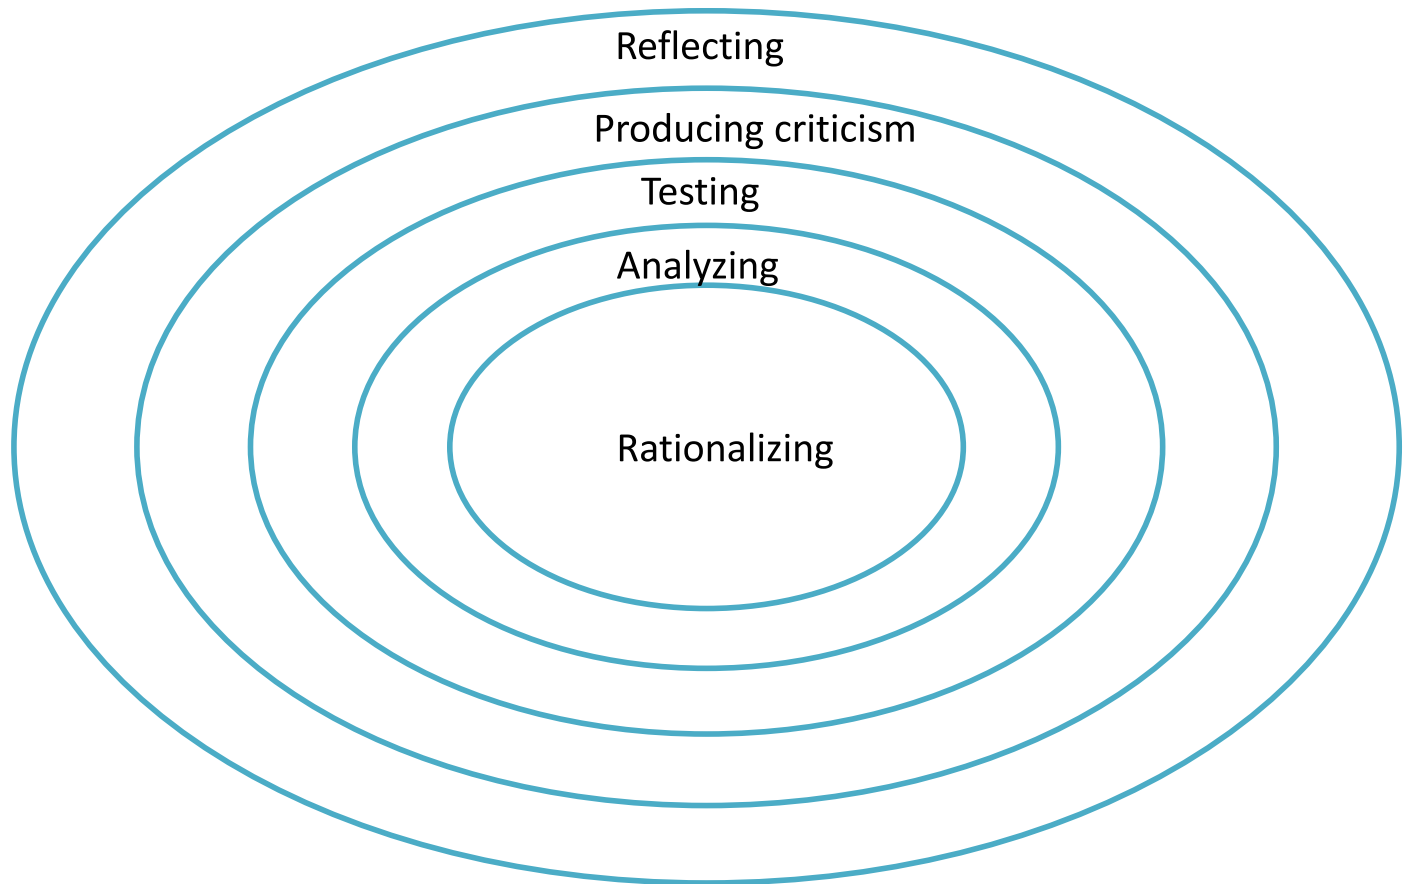 Reflecting
Producing criticism
Testing
Analyzing
Rationalizing